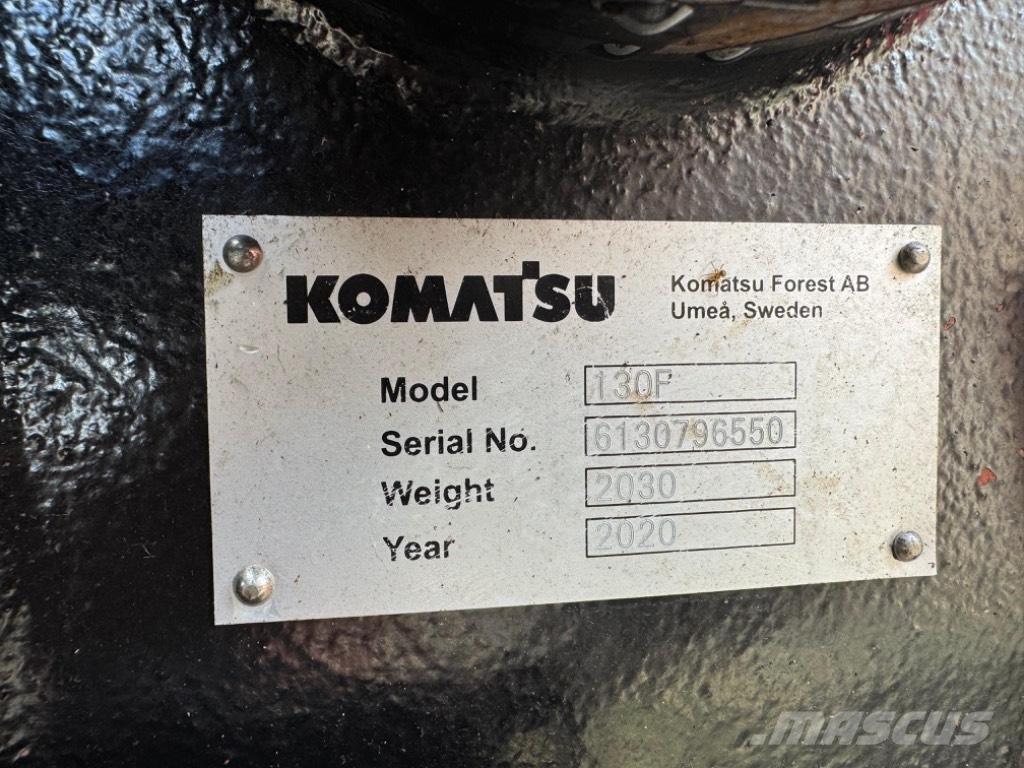 KOMATSU
Komatsu Forest AB
Umeå, Sweden
Model 130F
Serial No. 6130796550
Weight 2030
Year 2020
MASCUS